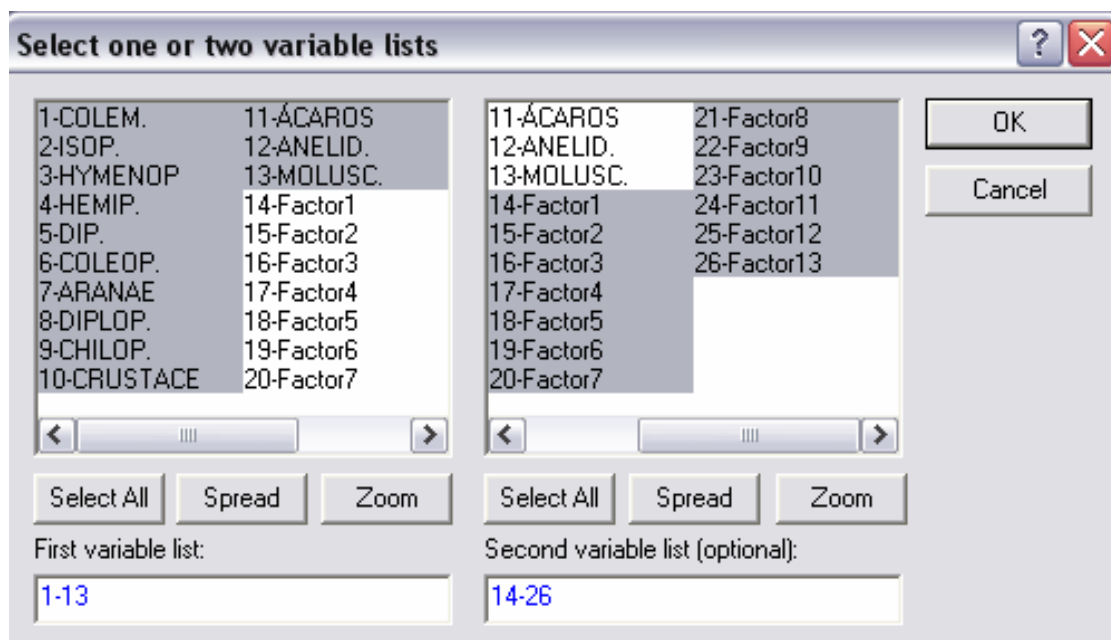 Select one or two variable lists
1-COLEM.
2-ISOP.
3-HYMENOP
4-HEMIP.
5-DIP.
6-COLEOP.
7-ARANAE
8-DIPLOP.
9-CHILOP.
10-CRUSTACE
11-ÁCAROS
12-ANELID.
13-MOLUSC.
14-Factor1
15-Factor2
16-Factor3
17-Factor4
18-Factor5
19-Factor6
20-Factor7
11-ÁCAROS
12-ANELID.
13-MOLUSC.
14-Factor1
15-Factor2
16-Factor3
17-Factor4
18-Factor5
19-Factor6
20-Factor7
21-Factor8
22-Factor9
23-Factor10
24-Factor11
25-Factor12
26-Factor13
OK
Cancel
Select All Spread Zoom
Select All Spread Zoom
First variable list:
1-13
Second variable list (optional):
14-26